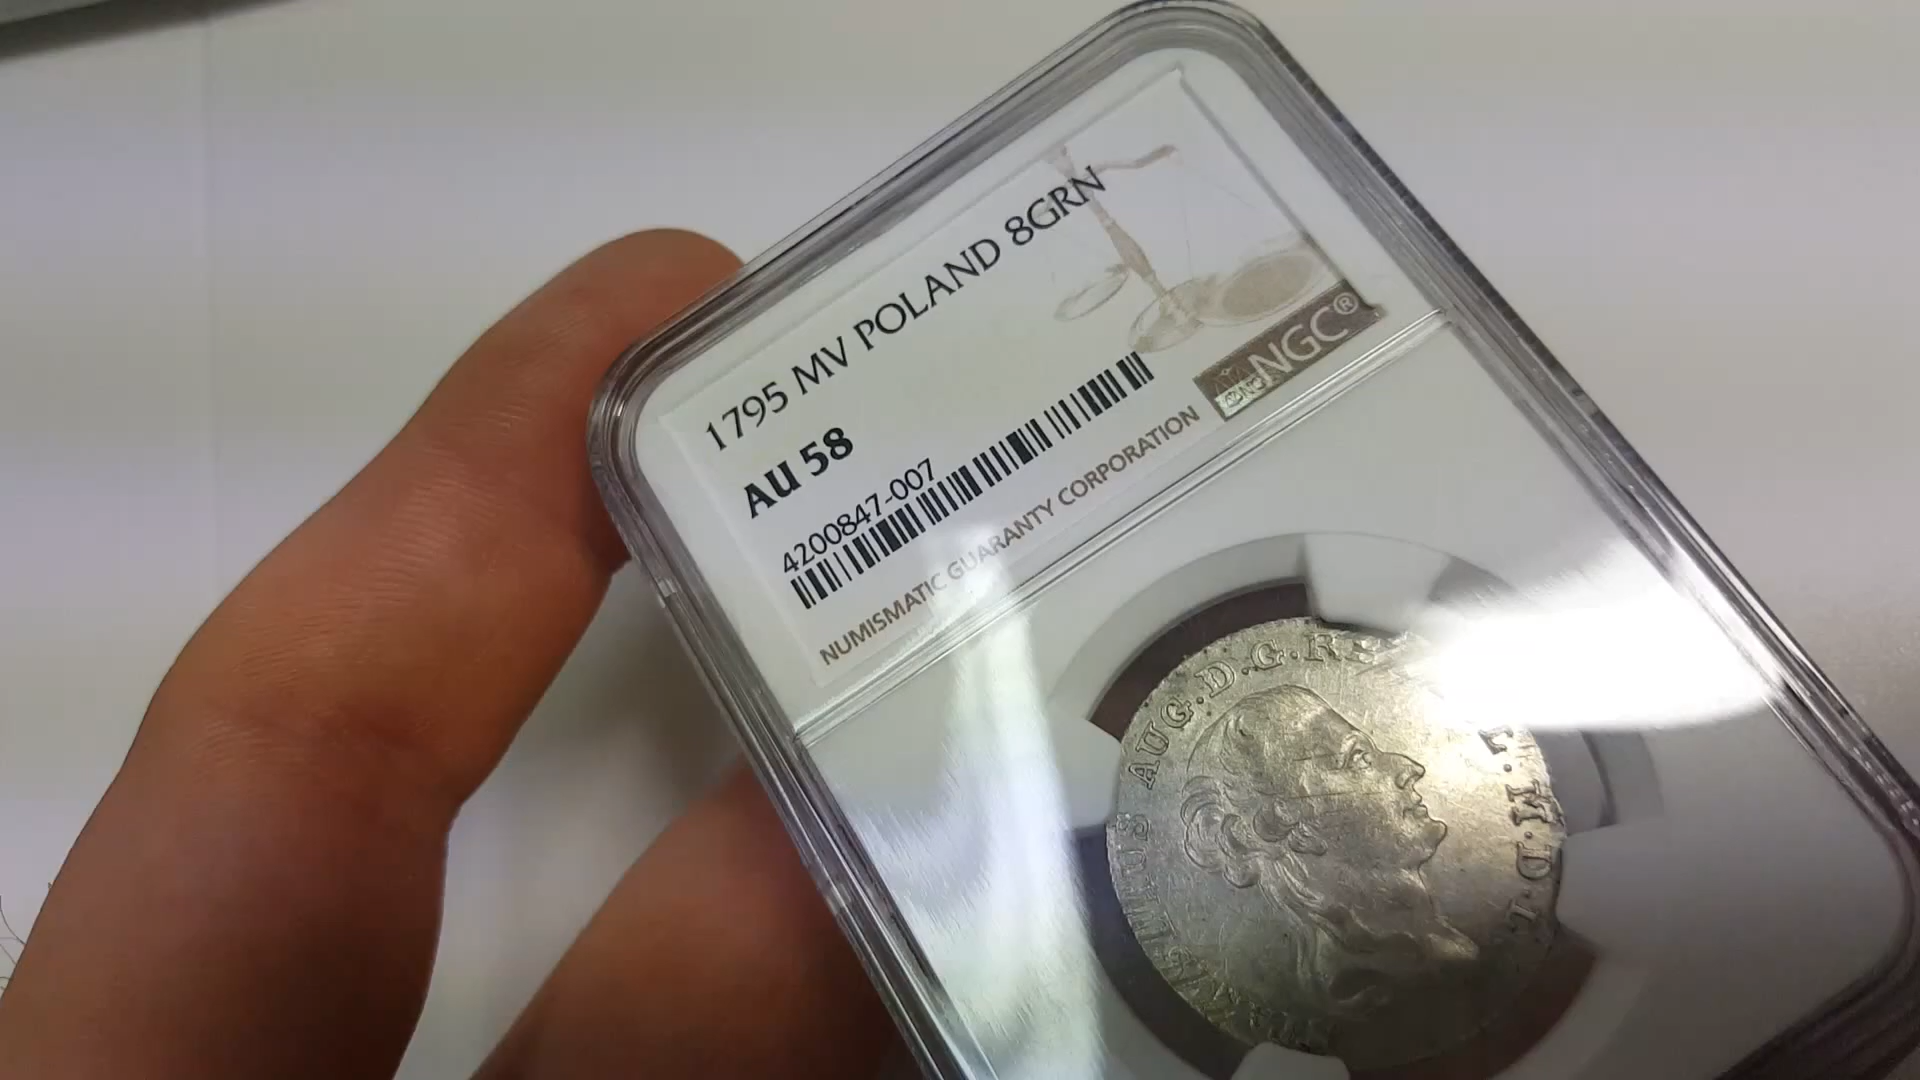 1795 MV POLAND 8GRN
AU 58
4200847-007
NGC®
NUMISMATIC GUARANTY CORPORATION
AUG.D.G.RE
M.D.L